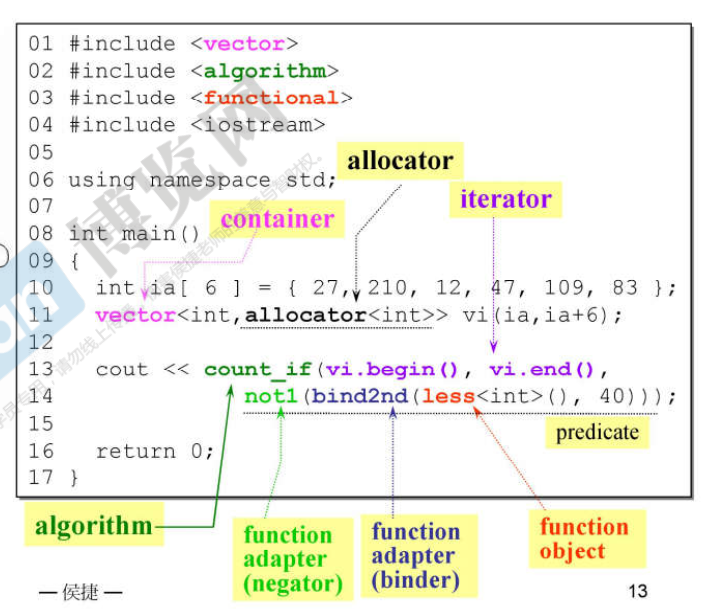 01 #include <vector>
02 #include <algorithm>
03 #include <functional>
04 #include <iostream>
05
06 using namespace std;
07
08 int main()
09 {
10   int ia[ 6 ] = { 27, 210, 12, 47, 109, 83 };
11   vector<int,allocator<int>> vi(ia,ia+6);
12
13   cout << count_if(vi.begin(), vi.end(),
14                    not1(bind2nd(less<int>(), 40)));
15
16   return 0;
17 }
allocator
iterator
container
predicate
algorithm
function
adapter
(negator)
function
adapter
(binder)
function
object
博览网
— 侯捷 —
13